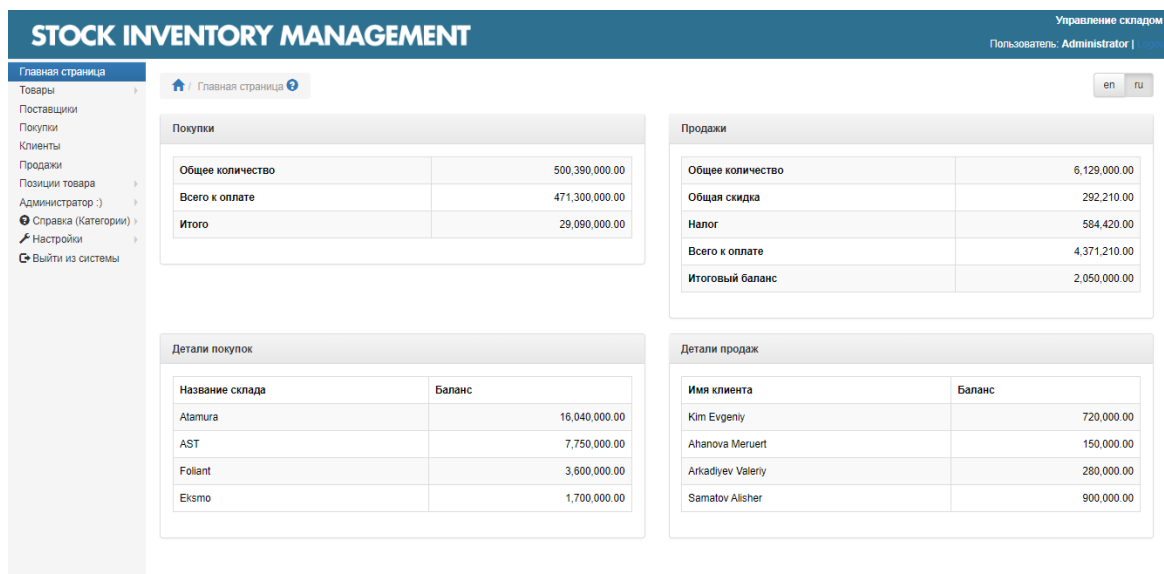 STOCK INVENTORY MANAGEMENT
Управление складом
Пользователь: Administrator |
Главная страница
Товары
Поставщики
Покупки
Клиенты
Продажи
Позиции товара
Администратор :)
Справка (Категории)
Настройки
Выйти из системы
/ Главная страница
en ru
Покупки
Общее количество 500,390,000.00
Всего к оплате 471,300,000.00
Итого 29,090,000.00
Продажи
Общее количество 6,129,000.00
Общая скидка 292,210.00
Налог 584,420.00
Всего к оплате 4,371,210.00
Итоговый баланс 2,050,000.00
Детали покупок
Название склада Баланс
Atamura 16,040,000.00
AST 7,750,000.00
Foliant 3,600,000.00
Eksmo 1,700,000.00
Детали продаж
Имя клиента Баланс
Kim Evgeniy 720,000.00
Ahanova Meruert 150,000.00
Arkadiyev Valeriy 280,000.00
Samatov Alisher 900,000.00